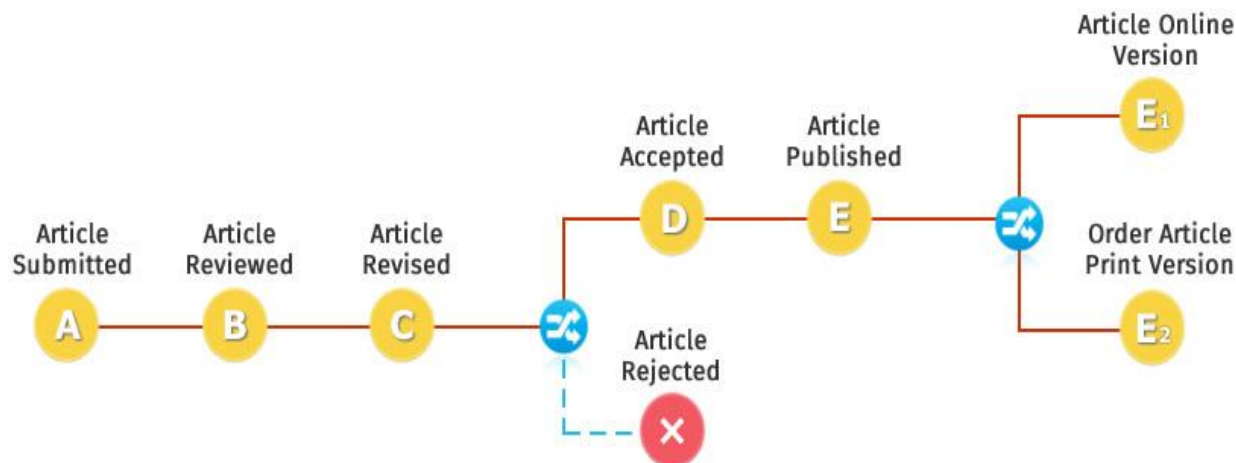 Article
Submitted
A
Article
Reviewed
B
Article
Revised
C
Article
Accepted
D
Article
Published
E
Article
Rejected
Article Online
Version
E1
Order Article
Print Version
E2